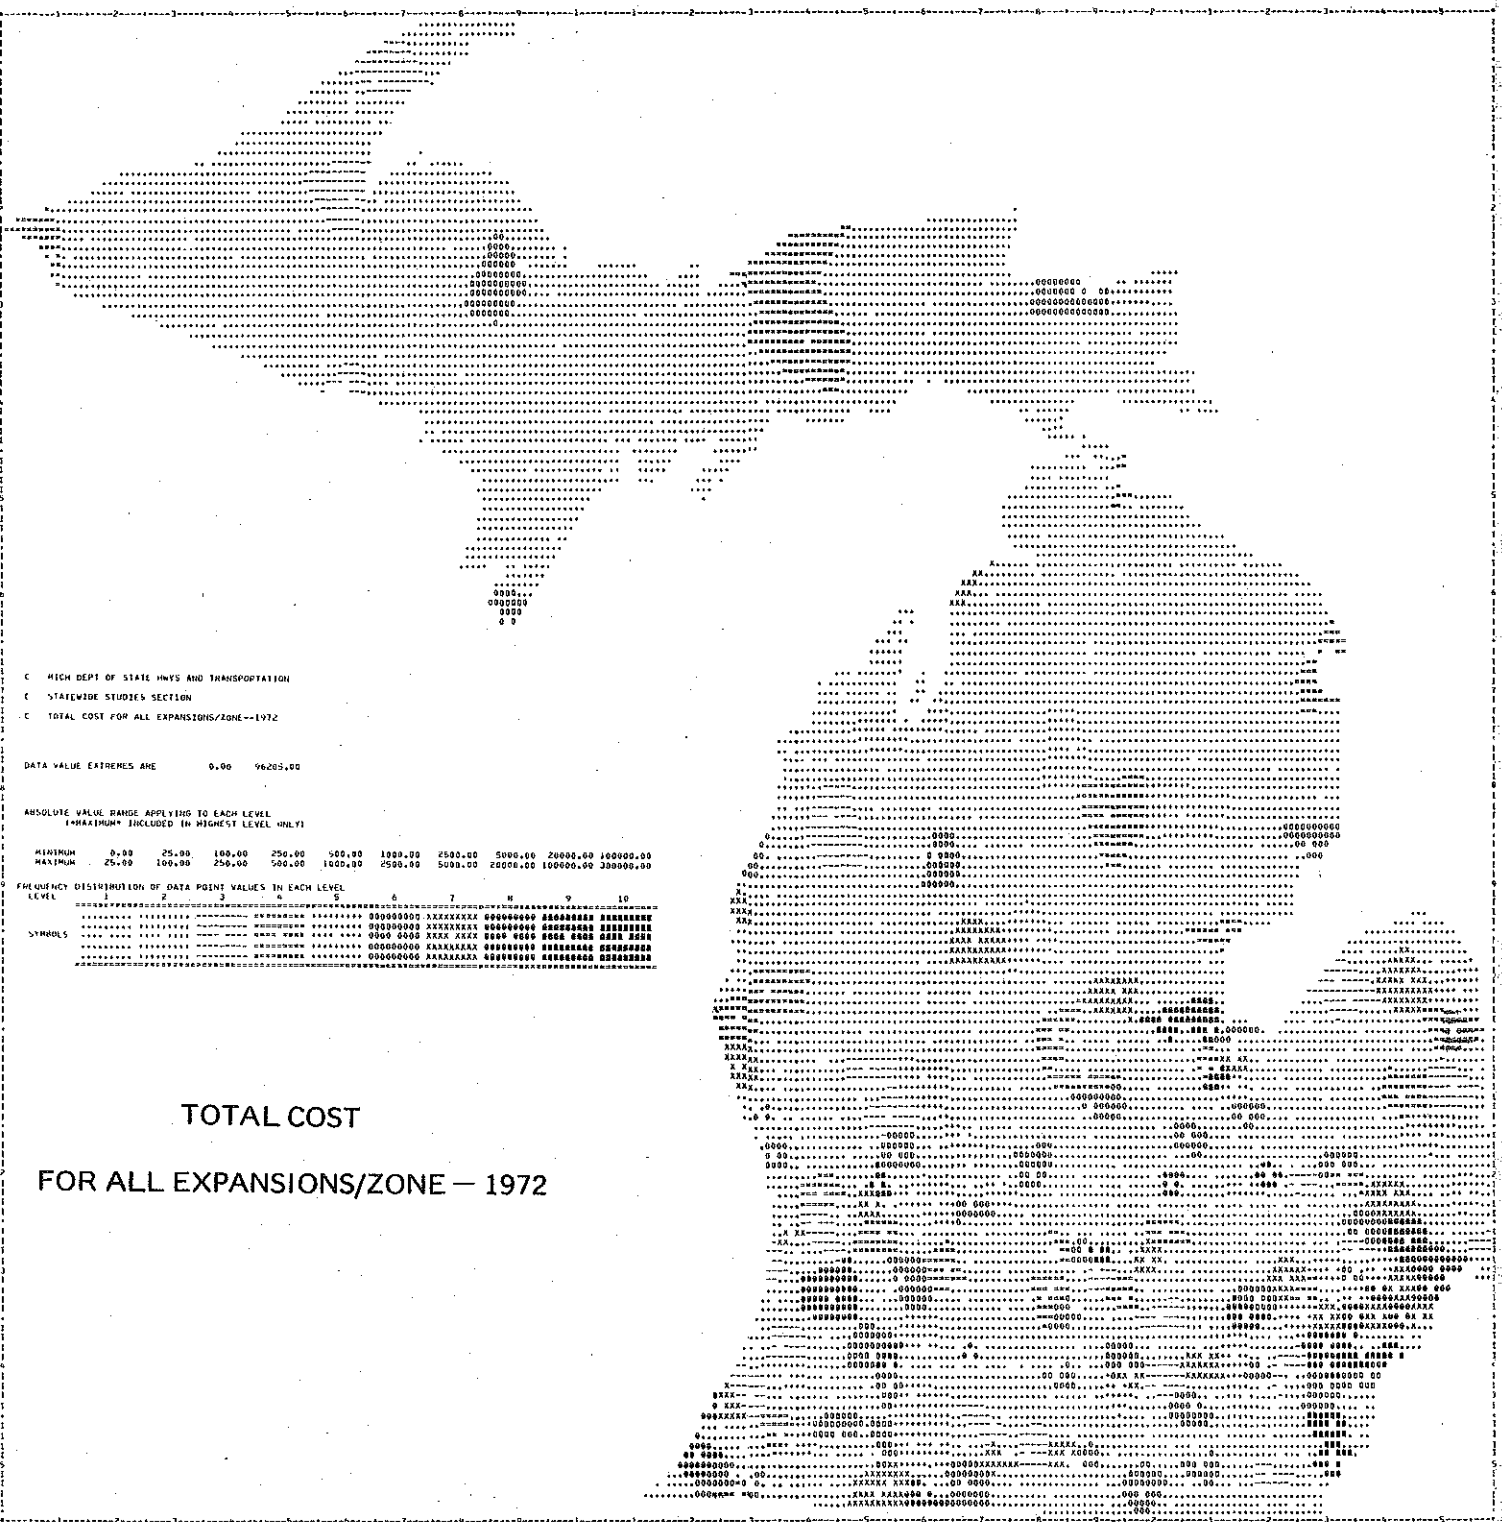 C MICH DEPT OF STATE HWYS AND TRANSPORTATION
C STATEWIDE STUDIES SECTION
C TOTAL COST FOR ALL EXPANSIONS/ZONE--1972
DATA VALUE EXTREMES ARE 0.00 96205.00
ABSOLUTE VALUE RANGE APPLYING TO EACH LEVEL
(*MAXIMUM* INCLUDED IN HIGHEST LEVEL ONLY)
MINIMUM 0.00 25.00 100.00 250.00 500.00 1000.00 2500.00 5000.00 20000.00 100000.00
MAXIMUM 25.00 100.00 250.00 500.00 1000.00 2500.00 5000.00 20000.00 100000.00 300000.00
FREQUENCY DISTRIBUTION OF DATA POINT VALUES IN EACH LEVEL
LEVEL 1 2 3 4 5 6 7 8 9 10
SYMBOLS
TOTAL COST
FOR ALL EXPANSIONS/ZONE — 1972